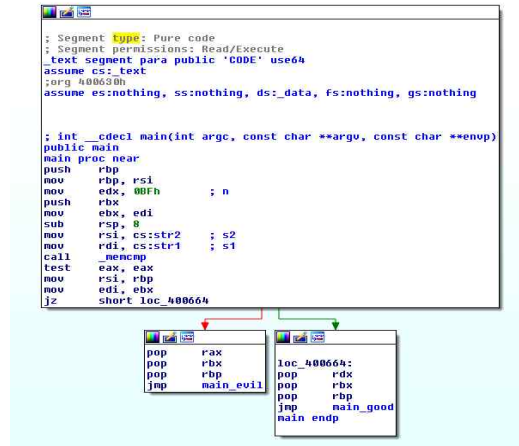 ; Segment type: Pure code
; Segment permissions: Read/Execute
_text segment para public 'CODE' use64
assume cs:_text
;org 400630h
assume es:nothing, ss:nothing, ds:_data, fs:nothing, gs:nothing
; int __cdecl main(int argc, const char **argv, const char **envp)
public main
main proc near
push rbp
mov rbp, rsi
mov edx, 0BFh ; n
push rbx
mov ebx, edi
sub rsp, 8
mov rsi, cs:str2 ; s2
mov rdi, cs:str1 ; s1
call _memcmp
test eax, eax
mov rsi, rbp
mov edi, ebx
jz short loc_400664
pop rax
pop rbx
pop rbp
jmp main_evil
loc_400664:
pop rdx
pop rbx
pop rbp
jmp main_good
main endp